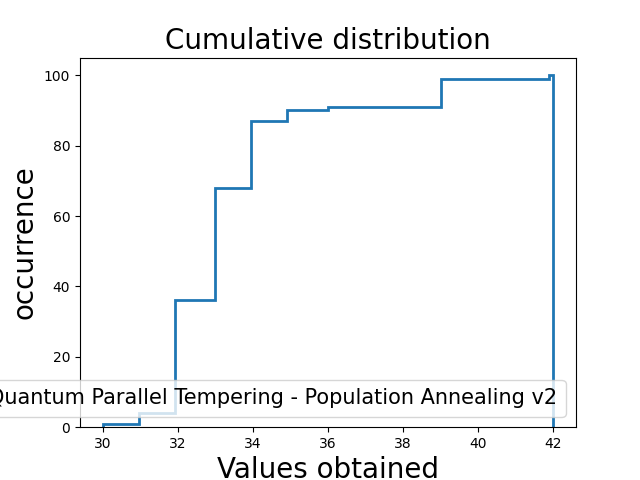 Cumulative distribution
100
80
60
40
20
0
occurrence
Quantum Parallel Tempering - Population Annealing v2
30 32 34 36 38 40 42
Values obtained